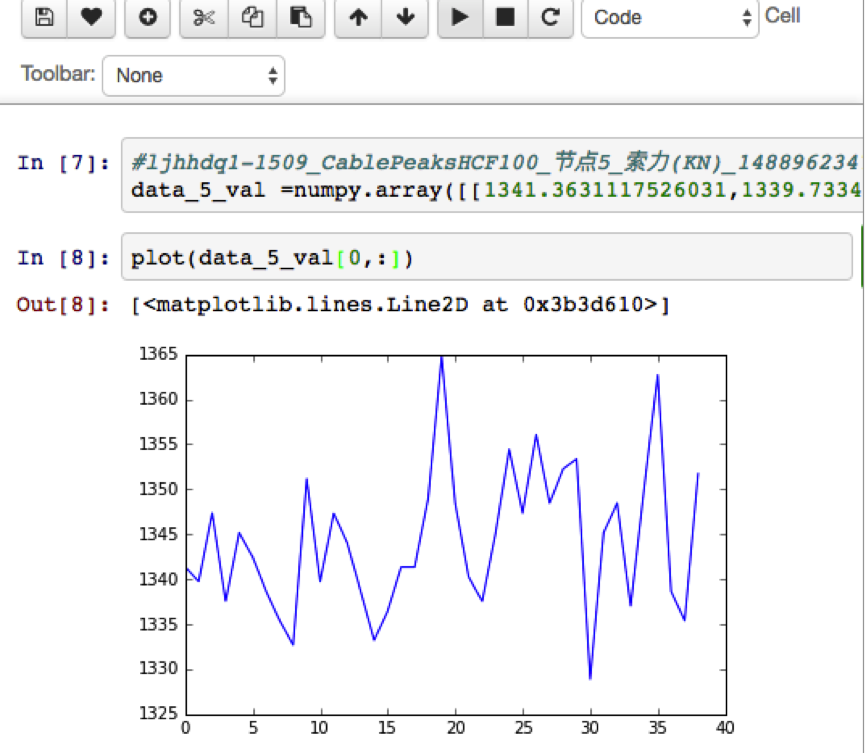 Code Cell
Toolbar: None
In [7]: #ljhhdq1-1509_CablePeaksHCF100_节点5_索力(KN)_148896234
data_5_val =numpy.array([[1341.3631117526031,1339.7334
In [8]: plot(data_5_val[0,:])
Out[8]: [<matplotlib.lines.Line2D at 0x3b3d610>]
1365
1360
1355
1350
1345
1340
1335
1330
1325
0 5 10 15 20 25 30 35 40